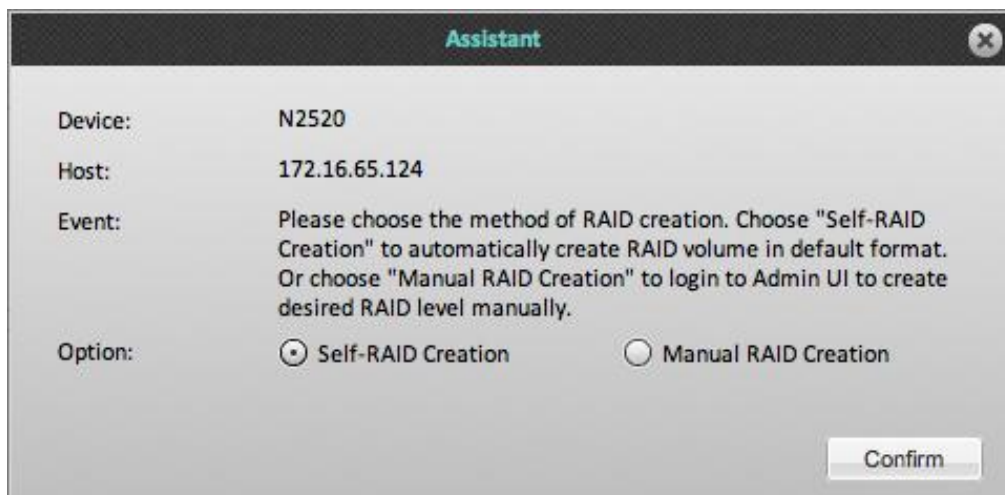 Assistant
Device: N2520
Host: 172.16.65.124
Event: Please choose the method of RAID creation. Choose "Self-RAID
Creation" to automatically create RAID volume in default format.
Or choose "Manual RAID Creation" to login to Admin UI to create
desired RAID level manually.
Option: Self-RAID Creation Manual RAID Creation
Confirm